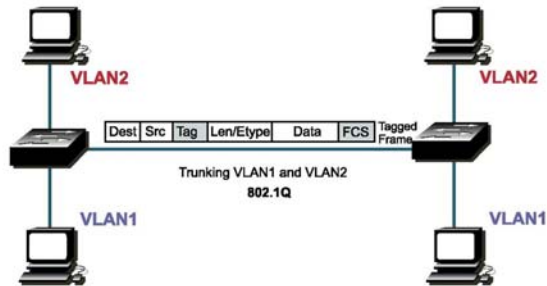 VLAN2
VLAN2
Dest Src Tag Len/Etype Data FCS Tagged
Frame
Trunking VLAN1 and VLAN2
802.1Q
VLAN1
VLAN1